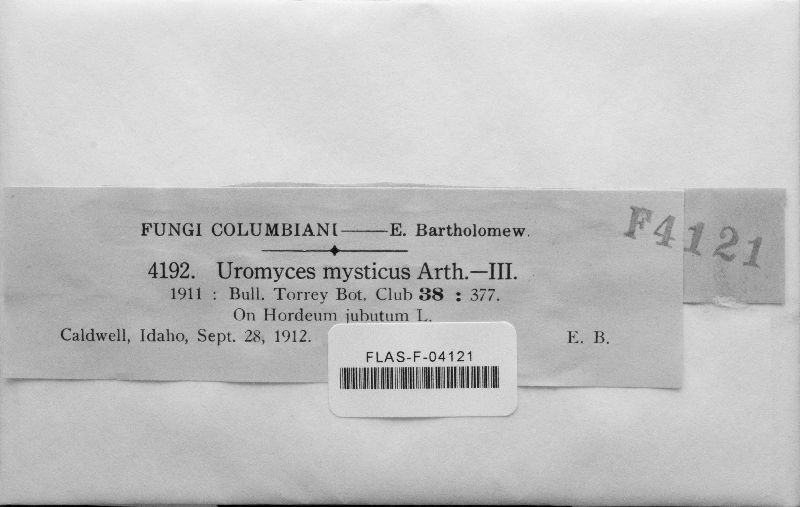 FUNGI COLUMBIANI——E. Bartholomew.
F4121
4192. Uromyces mysticus Arth.—III.
1911 : Bull. Torrey Bot. Club 38 : 377.
On Hordeum jubutum L.
Caldwell, Idaho, Sept. 28, 1912. E. B.
FLAS-F-04121